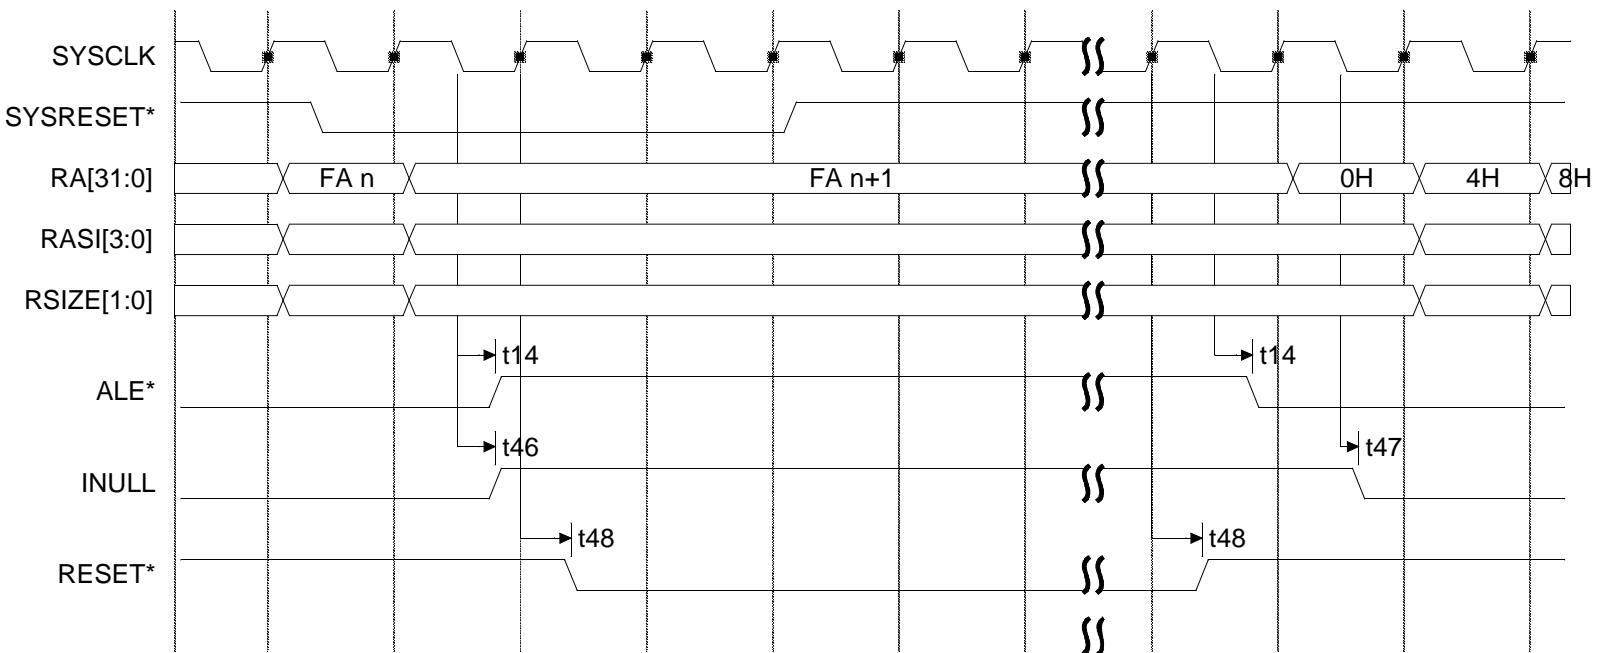 SYSCLK
SYSRESET*
RA[31:0] FA n FA n+1 0H 4H 8H
RASI[3:0]
RSIZE[1:0]
t14 t14
ALE*
t46 t47
INULL
t48 t48
RESET*